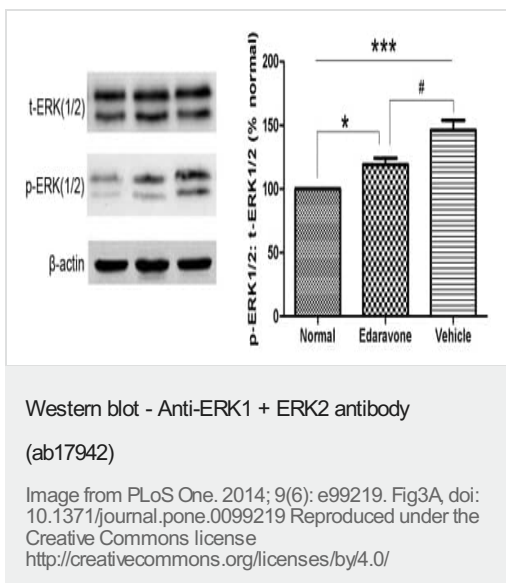 t-ERK(1/2)
p-ERK(1/2)
β-actin
p-ERK1/2: t-ERK1/2 (% normal)
200
150
100
50
0
***
#
*
Normal Edaravone Vehicle
Western blot - Anti-ERK1 + ERK2 antibody
(ab17942)
Image from PLoS One. 2014; 9(6): e99219. Fig3A, doi:
10.1371/journal.pone.0099219 Reproduced under the
Creative Commons license
http://creativecommons.org/licenses/by/4.0/